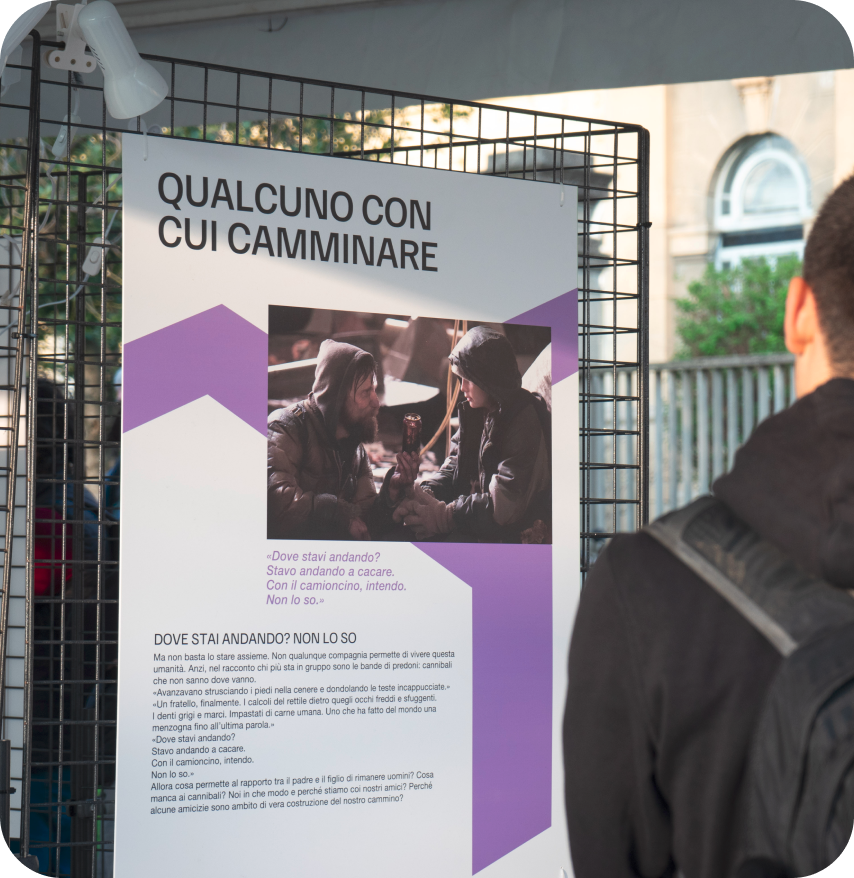 QUALCUNO CON
CUI CAMMINARE
«Dove stavi andando?
Stavo andando a cacare.
Con il camioncino, intendo.
Non lo so.»
DOVE STAI ANDANDO? NON LO SO
Ma non basta lo stare assieme. Non qualunque compagnia permette di vivere questa
umanità. Anzi, nel racconto chi più sta in gruppo sono le bande di predoni: cannibali
che non sanno dove vanno.
«Avanzavano strusciando i piedi nella cenere e dondolando le teste incappucciate.»
«Un fratello, finalmente. I calcoli del rettile dietro quegli occhi freddi e sfuggenti.
I denti grigi e marci. Impastati di carne umana. Uno che ha fatto del mondo una
menzogna fino all'ultima parola.»
«Dove stavi andando?
Stavo andando a cacare.
Con il camioncino, intendo.
Non lo so.»
Allora cosa permette al rapporto tra il padre e il figlio di rimanere uomini? Cosa
manca ai cannibali? Noi in che modo e perché stiamo coi nostri amici? Perché
alcune amicizie sono ambito di vera costruzione del nostro cammino?